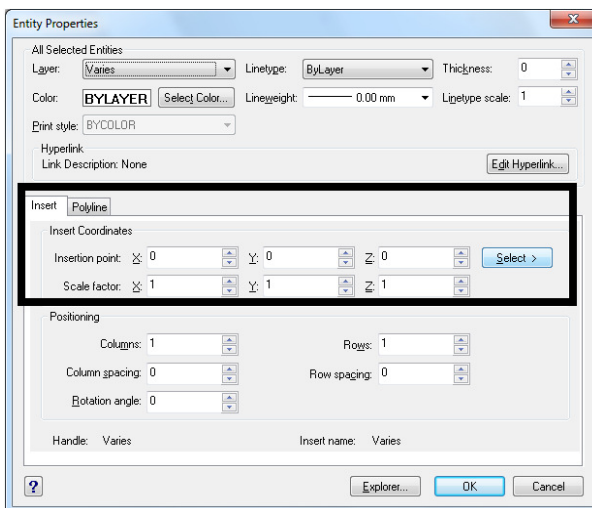 Entity Properties
All Selected Entities
Layer: Varies Linetype: ByLayer Thickness: 0
Color: BYLAYER Select Color... Lineweight: 0.00 mm Linetype scale: 1
Print style: BYCOLOR
Hyperlink
Link Description: None Edit Hyperlink...
Insert Polyline
Insert Coordinates
Insertion point: X: 0 Y: 0 Z: 0 Select >
Scale factor: X: 1 Y: 1 Z: 1
Positioning
Columns: 1 Rows: 1
Column spacing: 0 Row spacing: 0
Rotation angle: 0
Handle: Varies Insert name: Varies
? Explorer... OK Cancel